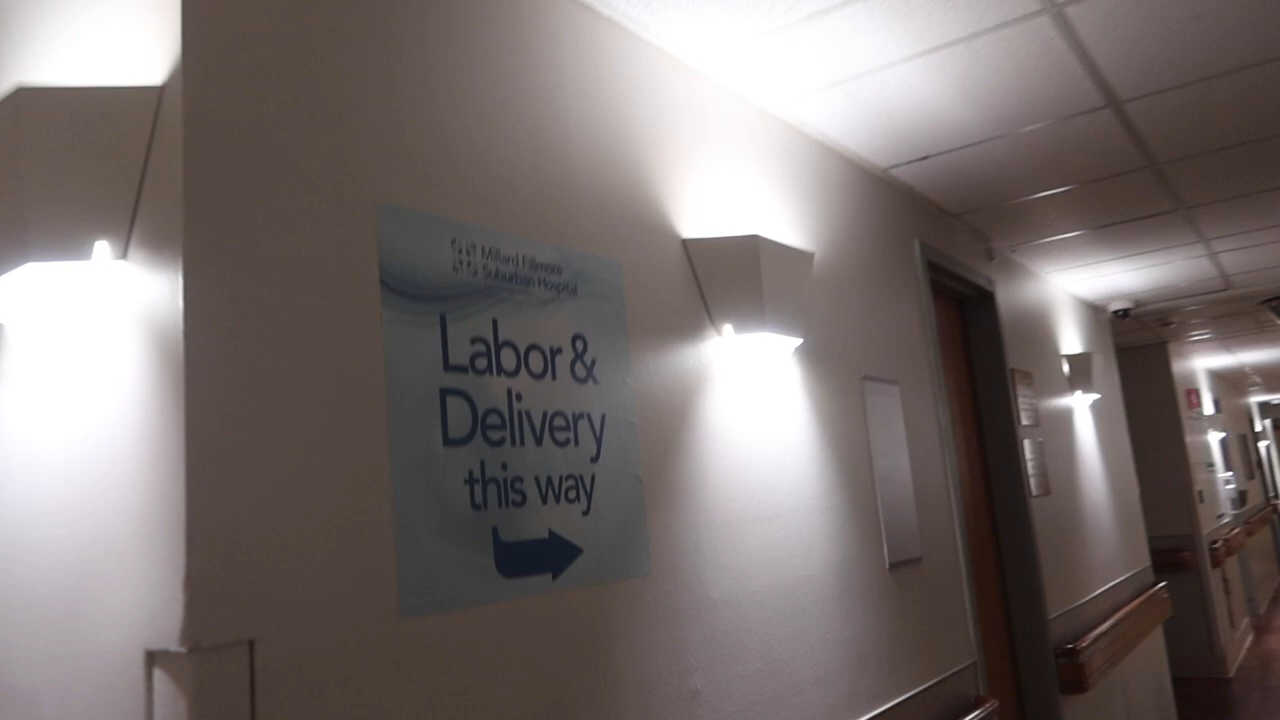 Millard Fillmore
Suburban Hospital
Labor &
Delivery
this way